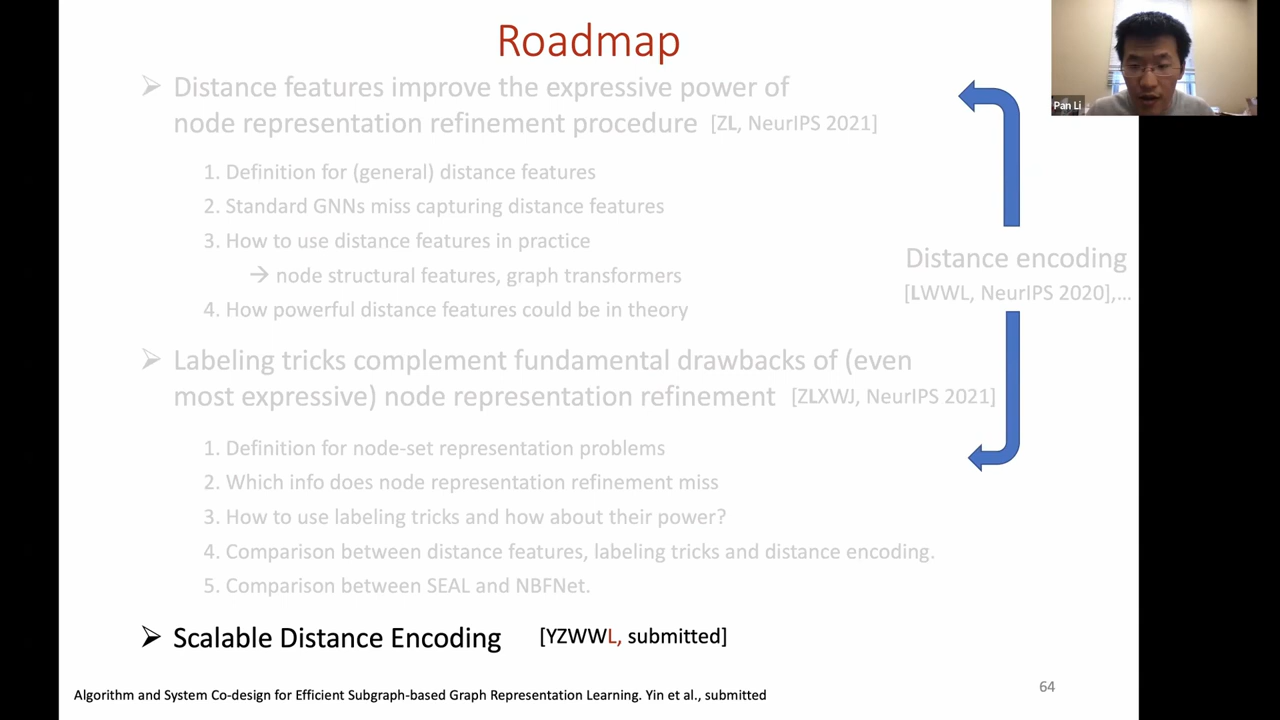 Roadmap
➢ Distance features improve the expressive power of
node representation refinement procedure [ZL, NeurIPS 2021]
1. Definition for (general) distance features
2. Standard GNNs miss capturing distance features
3. How to use distance features in practice
→ node structural features, graph transformers
4. How powerful distance features could be in theory
Distance encoding
[LWWL, NeurIPS 2020],...
➢ Labeling tricks complement fundamental drawbacks of (even
most expressive) node representation refinement [ZLXWJ, NeurIPS 2021]
1. Definition for node-set representation problems
2. Which info does node representation refinement miss
3. How to use labeling tricks and how about their power?
4. Comparison between distance features, labeling tricks and distance encoding.
5. Comparison between SEAL and NBFNet.
➢ Scalable Distance Encoding [YZWWL, submitted]
Algorithm and System Co-design for Efficient Subgraph-based Graph Representation Learning. Yin et al., submitted
64
Pan Li